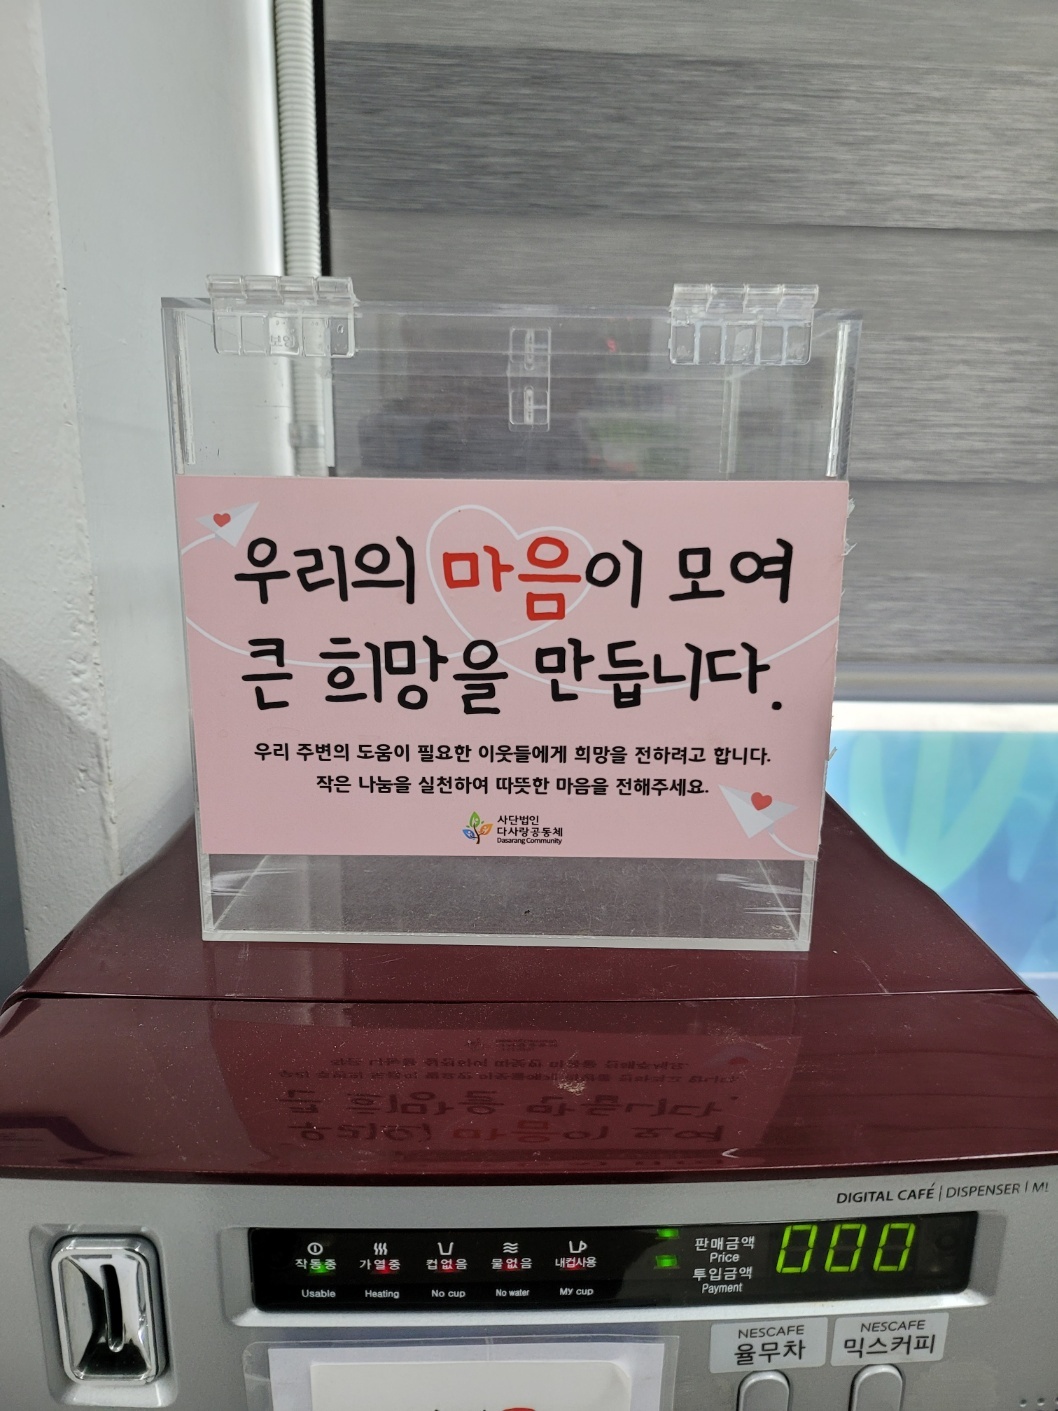 우리의 마음이 모여
큰 희망을 만듭니다.
우리 주변의 도움이 필요한 이웃들에게 희망을 전하려고 합니다.
작은 나눔을 실천하여 따뜻한 마음을 전해주세요.
사단법인
다사랑공동체
Dasarang Community
DIGITAL CAFÉ | DISPENSER | M
작동중 가열중 컵없음 물없음 내컵사용
Usable Heating No cup No water My cup
판매금액
Price
투입금액
Payment
000
NESCAFE
율무차
NESCAFE
믹스커피